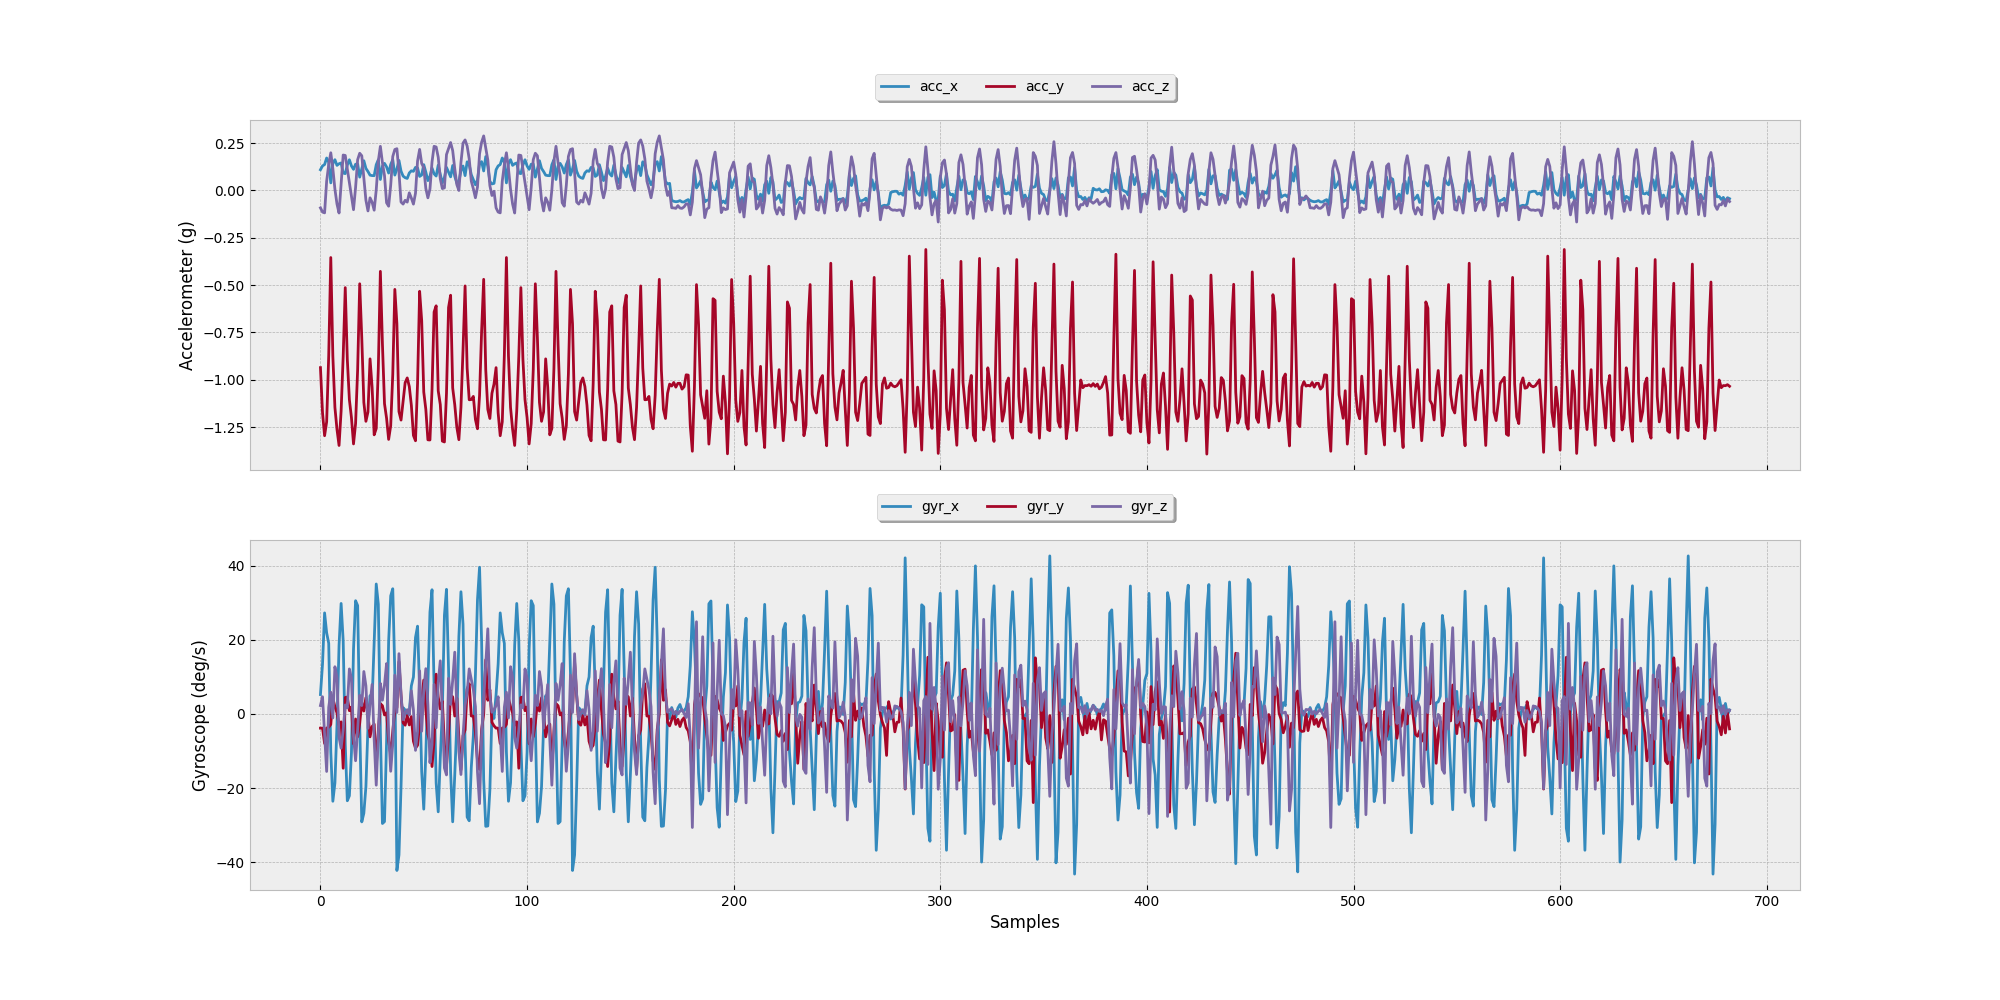 acc_x acc_y acc_z
0.25
0.00
−0.25
−0.50
−0.75
−1.00
−1.25
Accelerometer (g)
gyr_x gyr_y gyr_z
40
20
0
−20
−40
Gyroscope (deg/s)
0 100 200 300 400 500 600 700
Samples